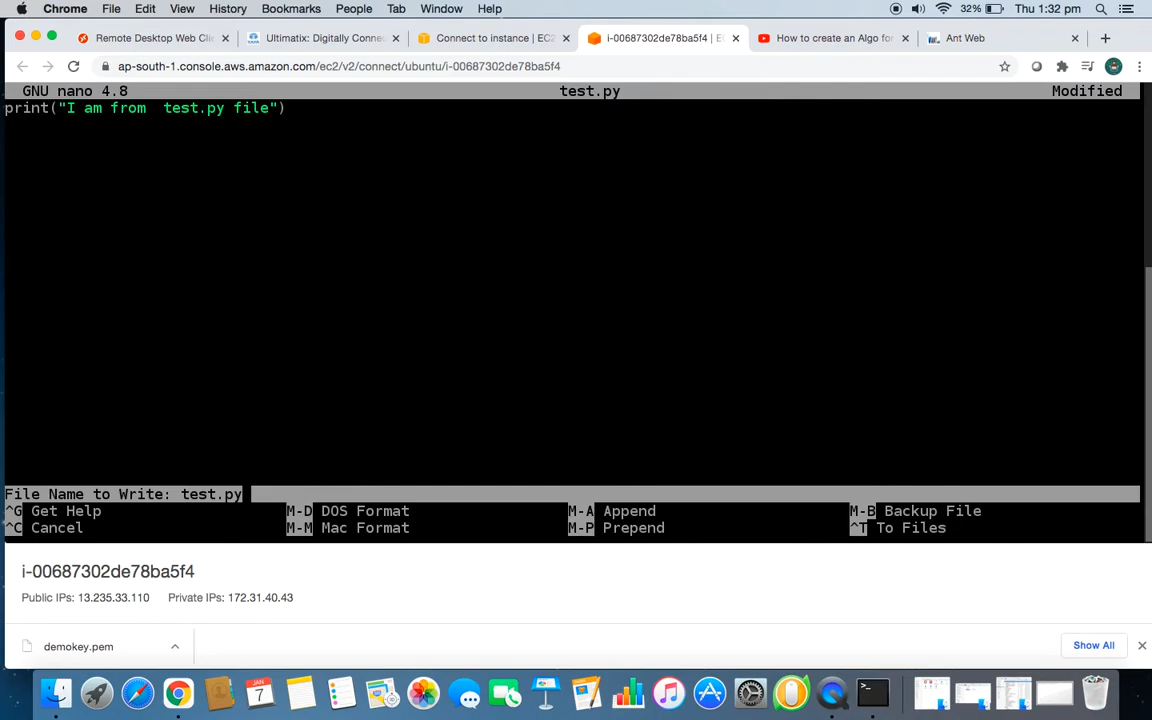 Chrome File Edit View History Bookmarks People Tab Window Help 32% Thu 1:32 pm
Remote Desktop Web Clie Ultimatix: Digitally Connec Connect to instance | EC2 i-00687302de78ba5f4 | E How to create an Algo for Ant Web
ap-south-1.console.aws.amazon.com/ec2/v2/connect/ubuntu/i-00687302de78ba5f4
GNU nano 4.8 test.py Modified
print("I am from  test.py file")
File Name to Write: test.py
^G Get Help M-D DOS Format M-A Append M-B Backup File
^C Cancel M-M Mac Format M-P Prepend ^T To Files
i-00687302de78ba5f4
Public IPs: 13.235.33.110 Private IPs: 172.31.40.43
demokey.pem Show All
JAN
7